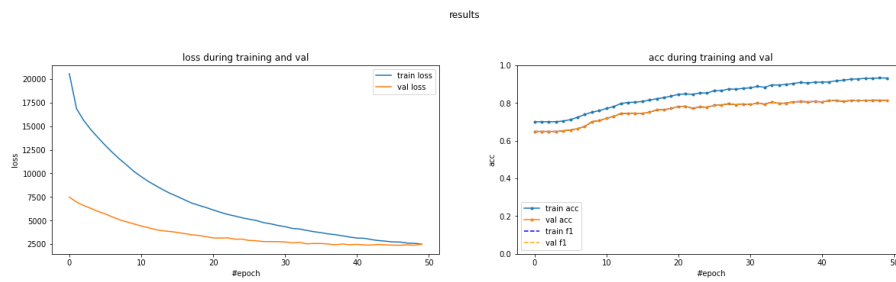 results
loss during training and val
train loss
val loss
20000
17500
15000
12500
10000
7500
5000
2500
loss
0
10
20
30
40
50
#epoch
acc during training and val
1.0
0.8
0.6
0.4
0.2
0.0
acc
train acc
val acc
train f1
val f1
0
10
20
30
40
50
#epoch